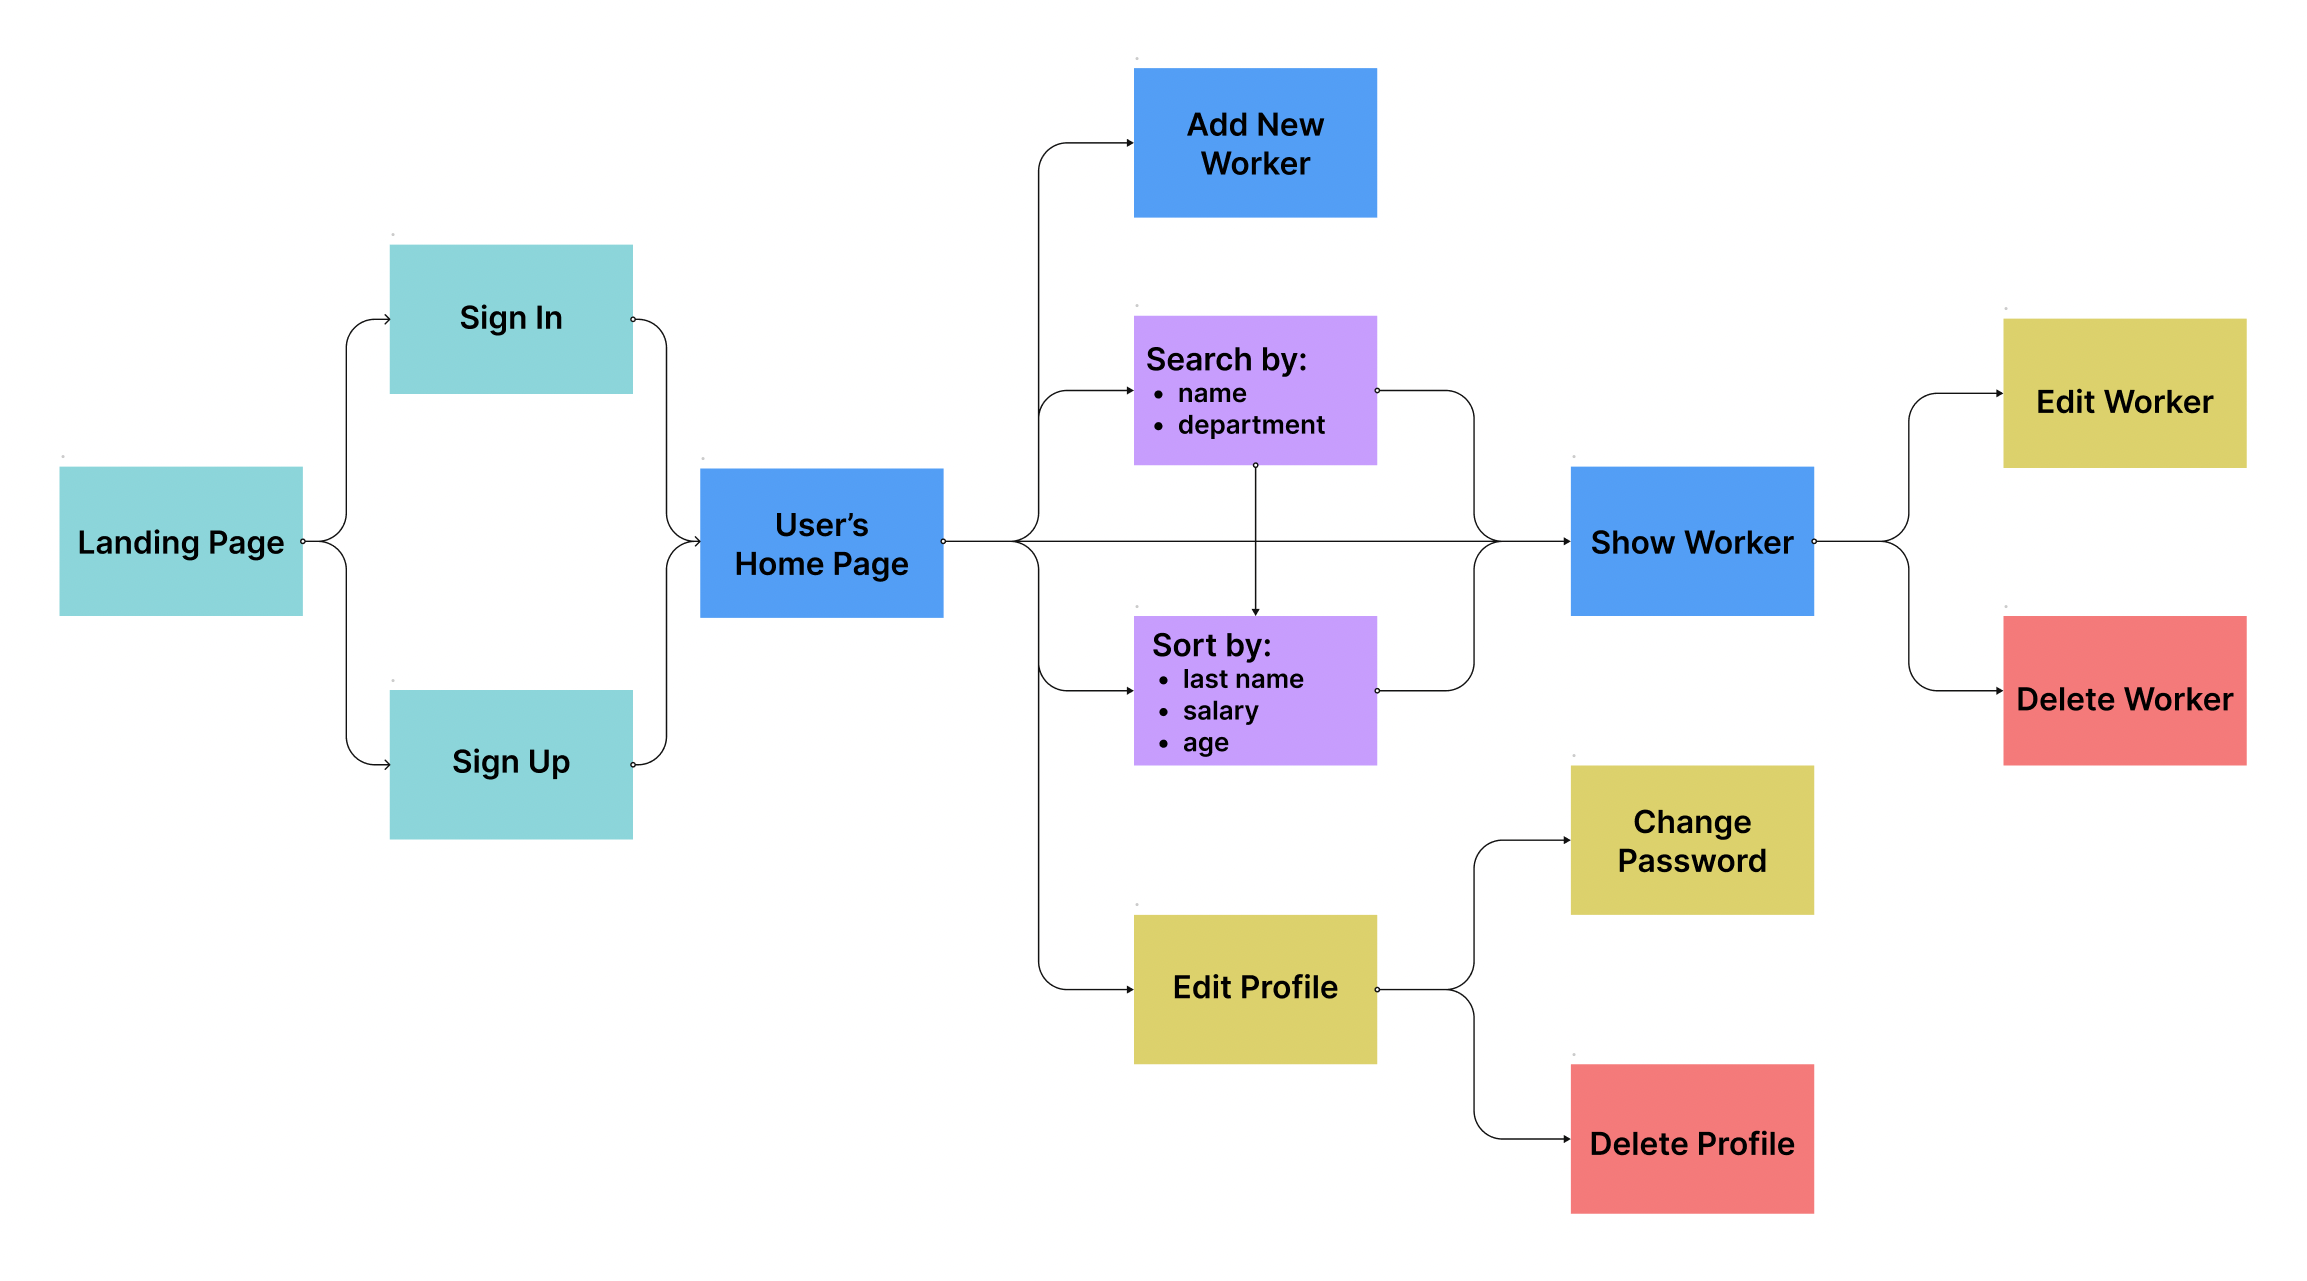 Landing Page
Sign In
Sign Up
User’s
Home Page
Add New
Worker
Search by:
• name
• department
Sort by:
• last name
• salary
• age
Edit Profile
Show Worker
Change
Password
Delete Profile
Edit Worker
Delete Worker